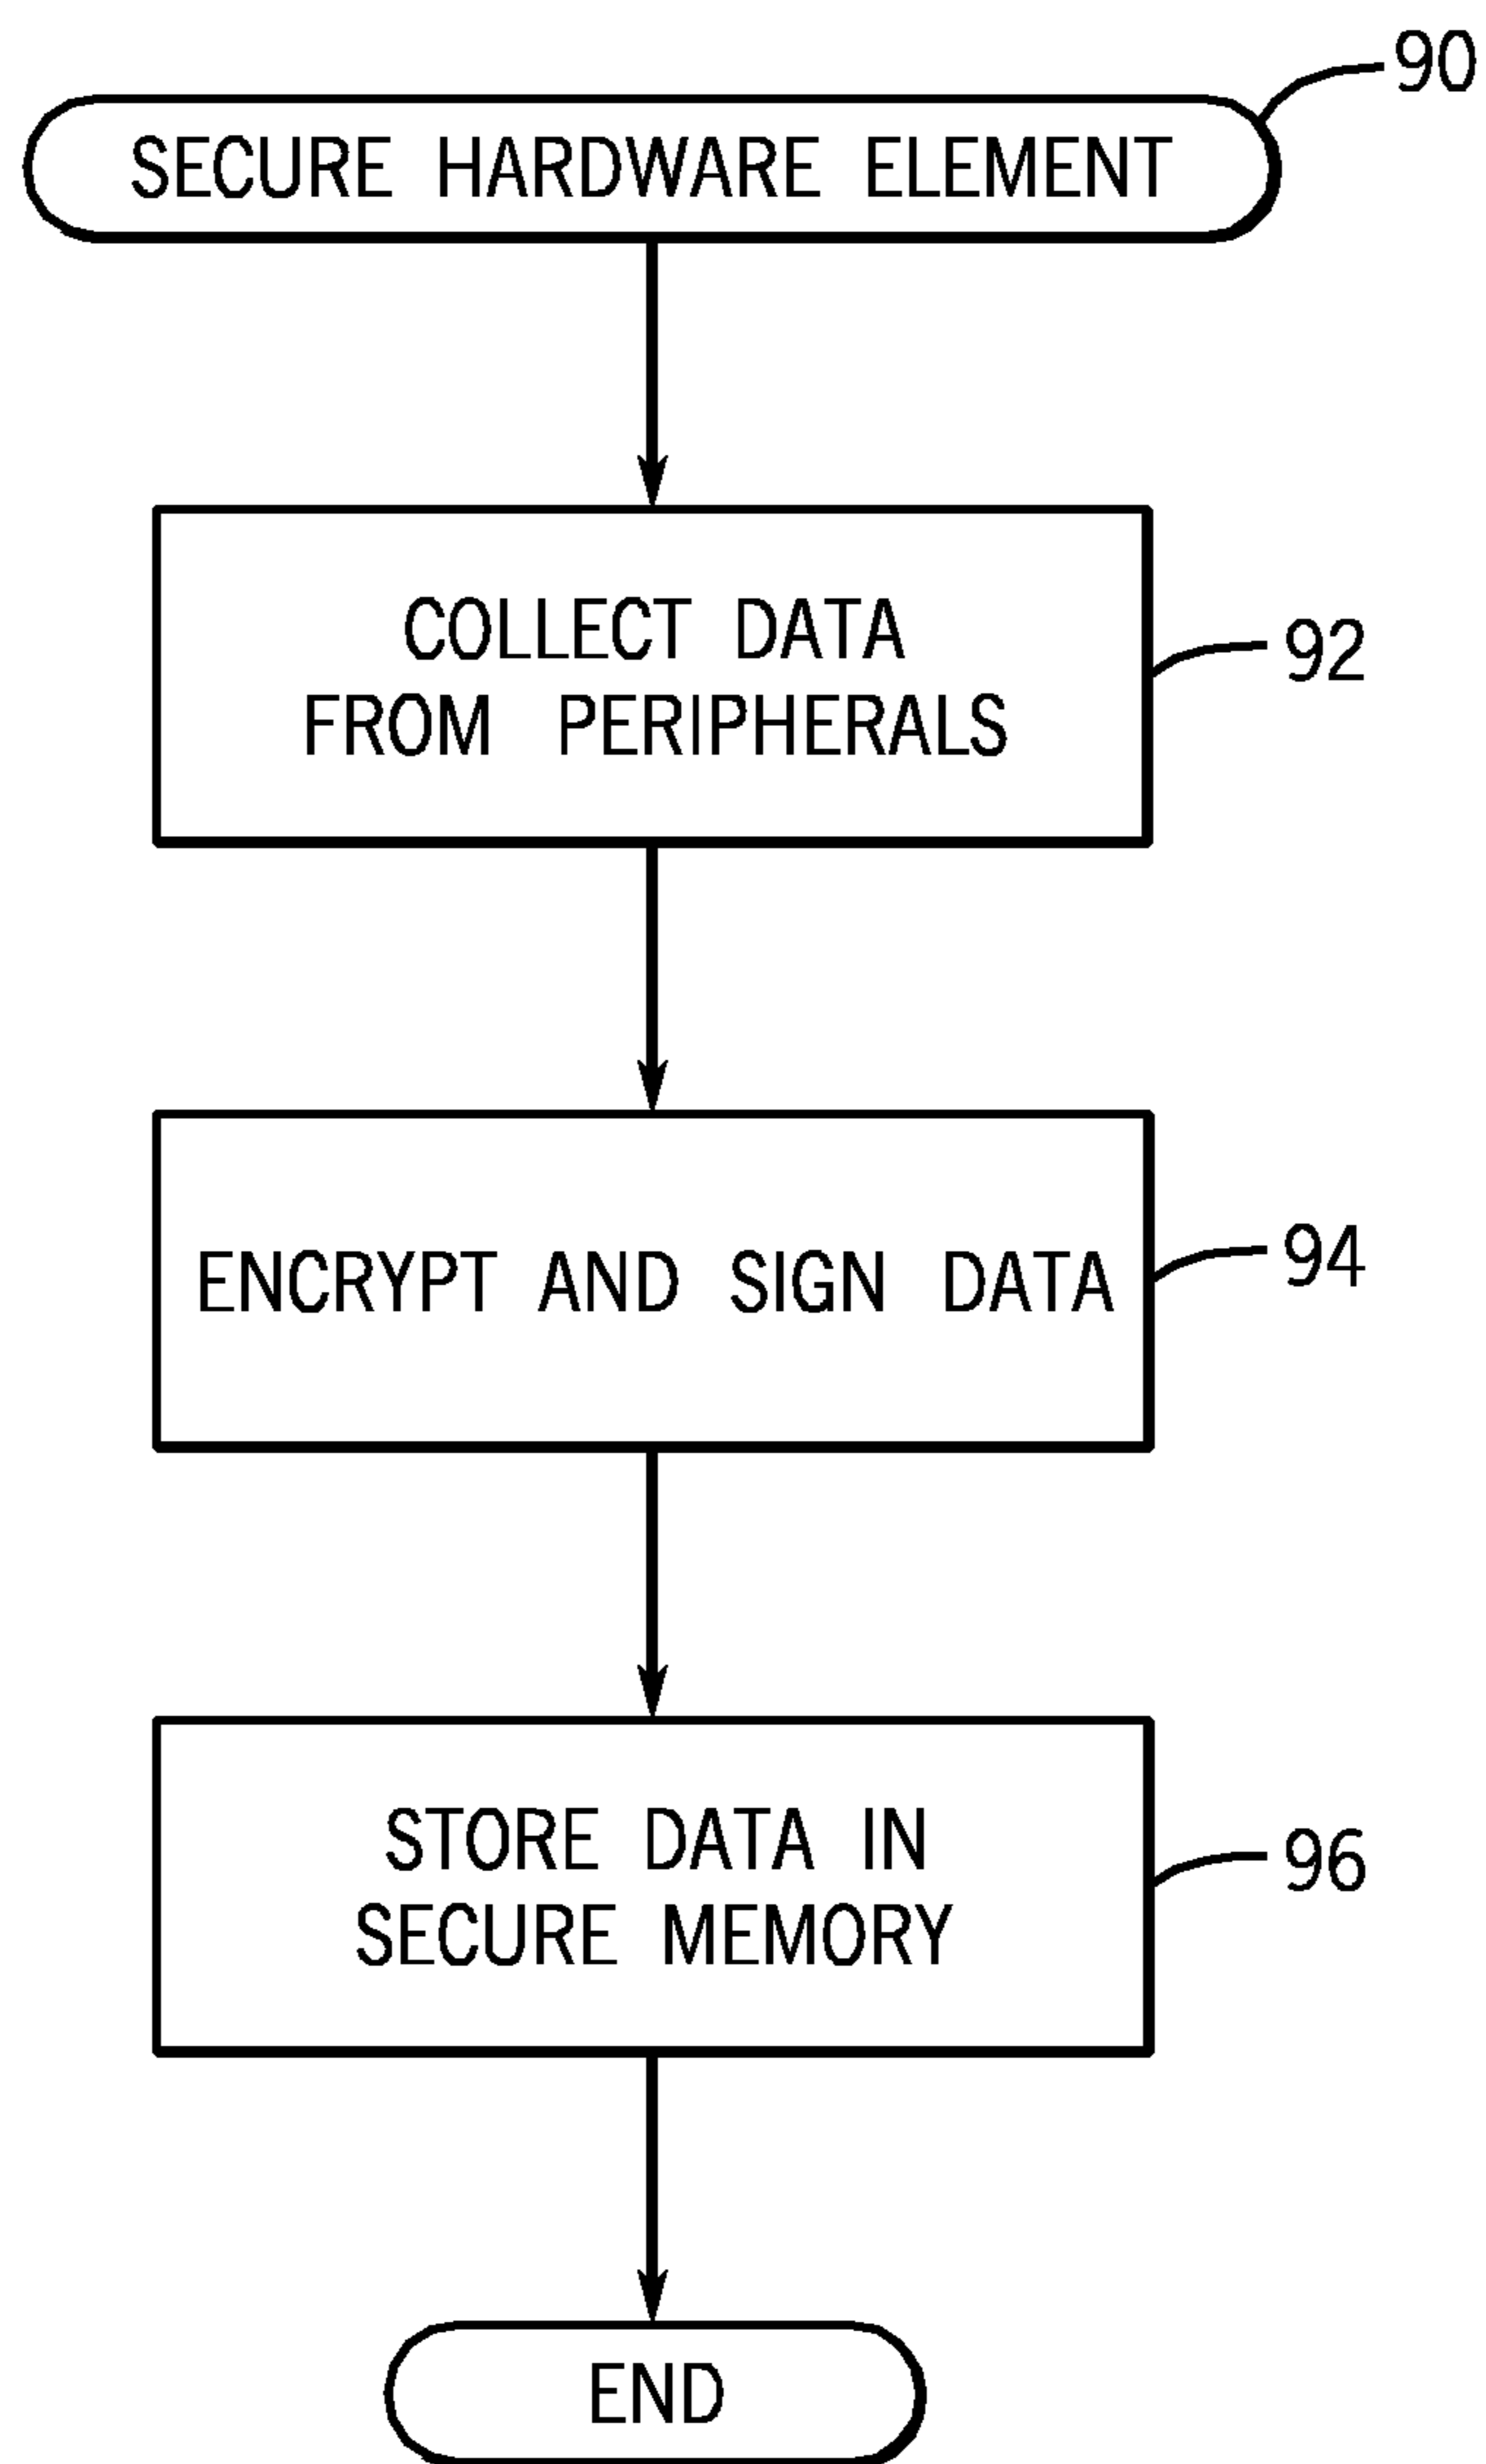 90
SECURE HARDWARE ELEMENT
COLLECT DATA
FROM PERIPHERALS
92
ENCRYPT AND SIGN DATA
94
STORE DATA IN
SECURE MEMORY
96
END